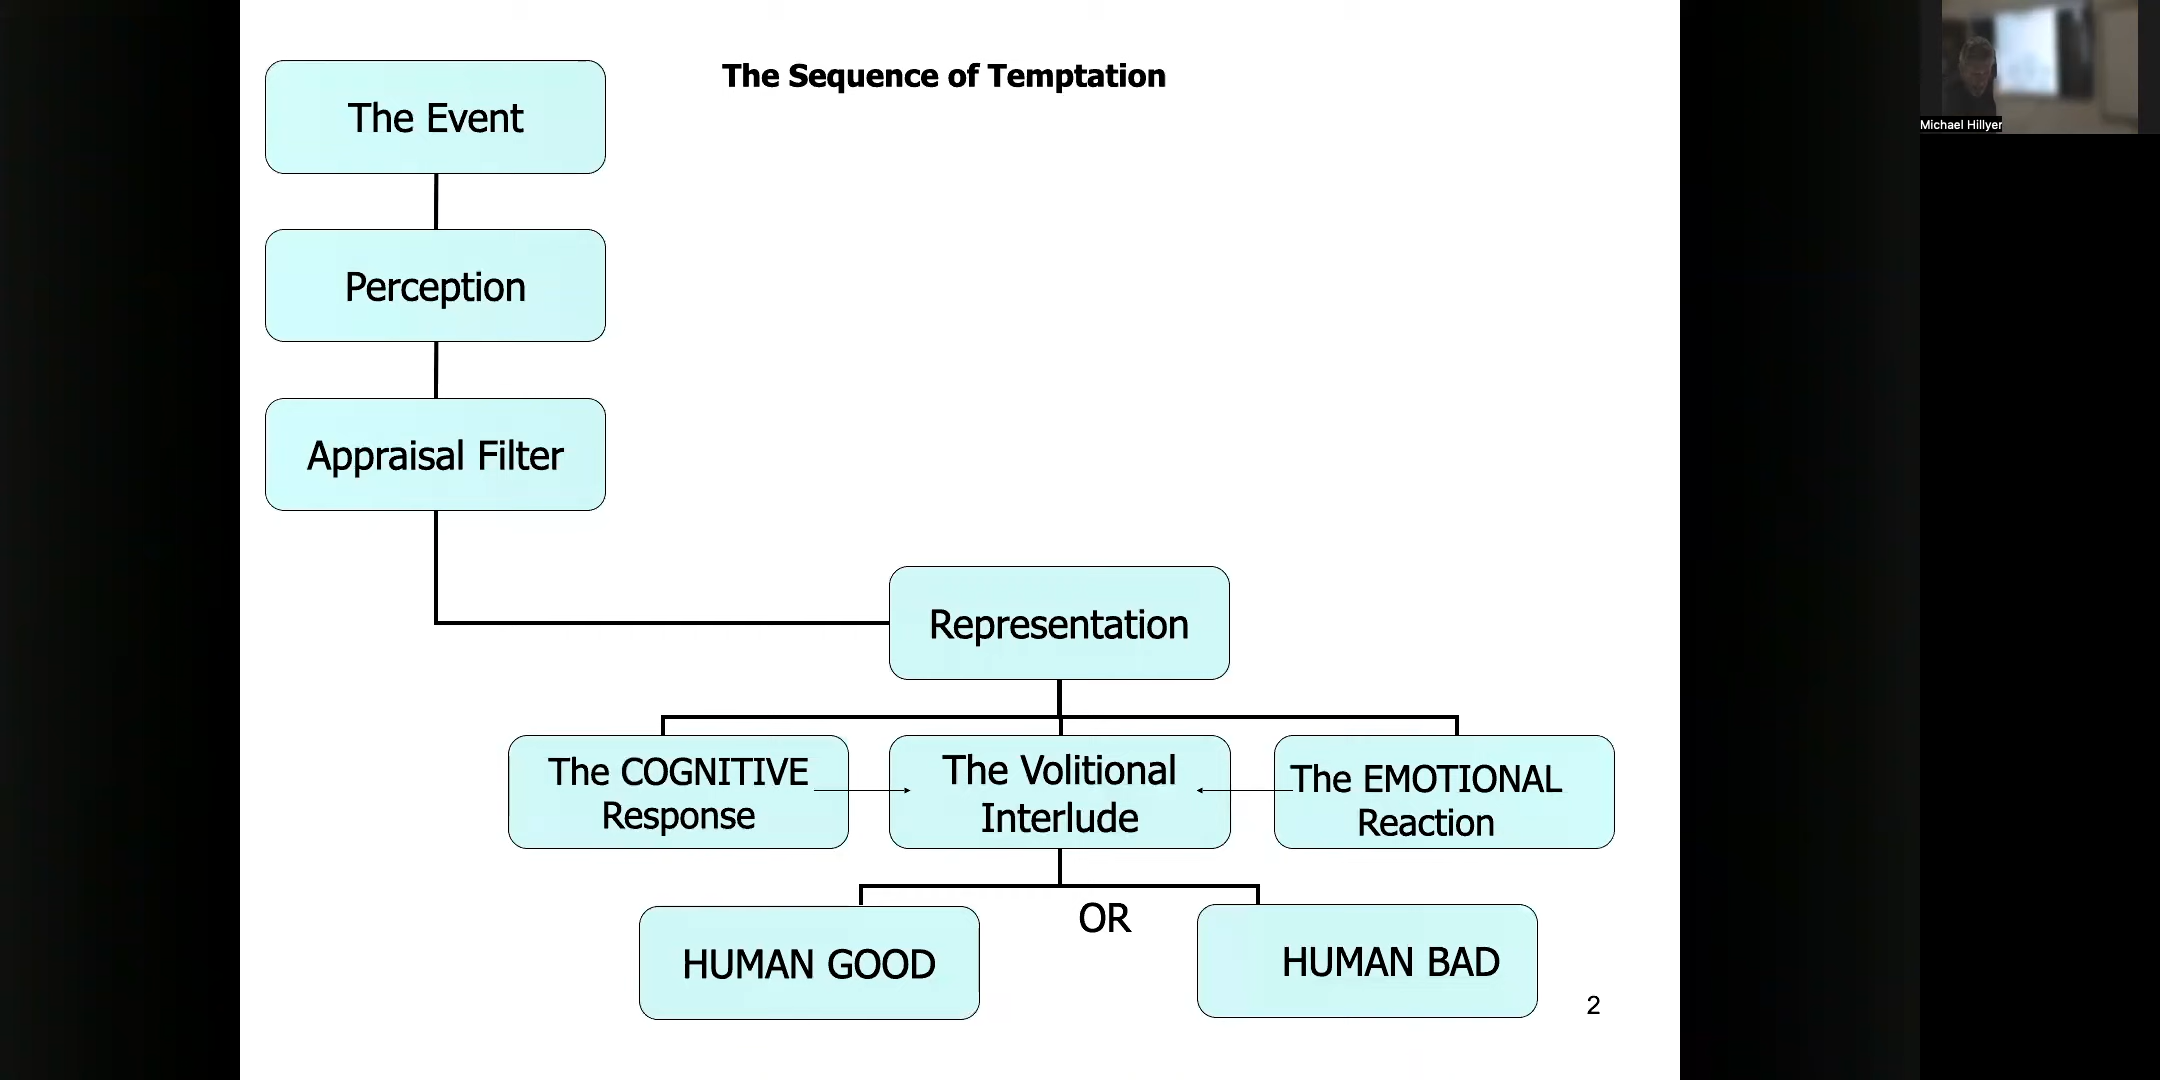 The Sequence of Temptation
The Event
Perception
Appraisal Filter
Representation
The COGNITIVE
Response
The Volitional
Interlude
The EMOTIONAL
Reaction
OR
HUMAN GOOD
HUMAN BAD
2
Michael Hillyer